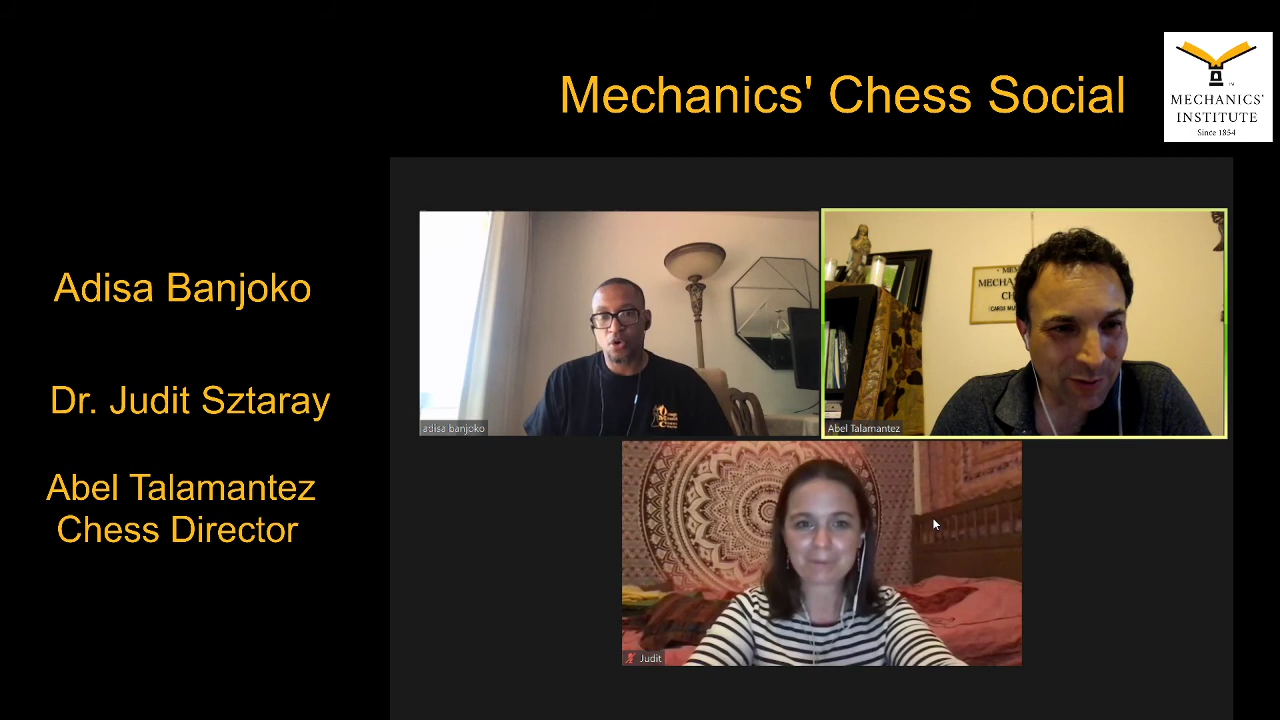 Mechanics' Chess Social
MECHANICS'
INSTITUTE
Since 1854
Adisa Banjoko
Dr. Judit Sztaray
Abel Talamantez
Chess Director
adisa banjoko
Abel Talamantez
Judit